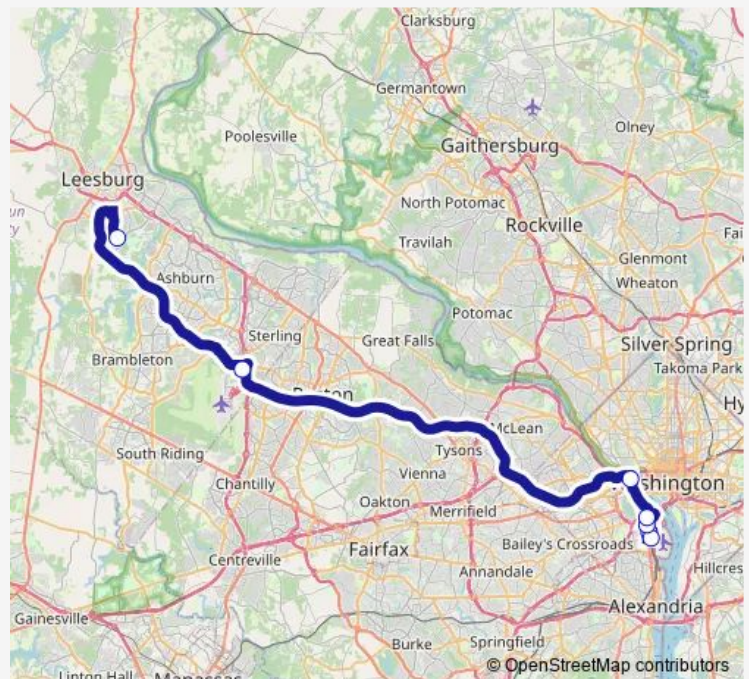 Clarksburg
Germantown
Olney
Poolesville
Gaithersburg
Leesburg
North Potomac
Rockville
Travilah
Glenmont
Wheaton
Ashburn
Potomac
Sterling
Great Falls
Silver Spring
Brambleton
Takoma Park
McLean
South Riding
Tysons
Vienna
Chantilly
Oakton
Merrifield
Centreville
Fairfax
Bailey's Crossroads
Annandale
Hillcres
Alexandria
Gainesville
Burke
Springfield
Linton Hall
© OpenStreetMap contributors